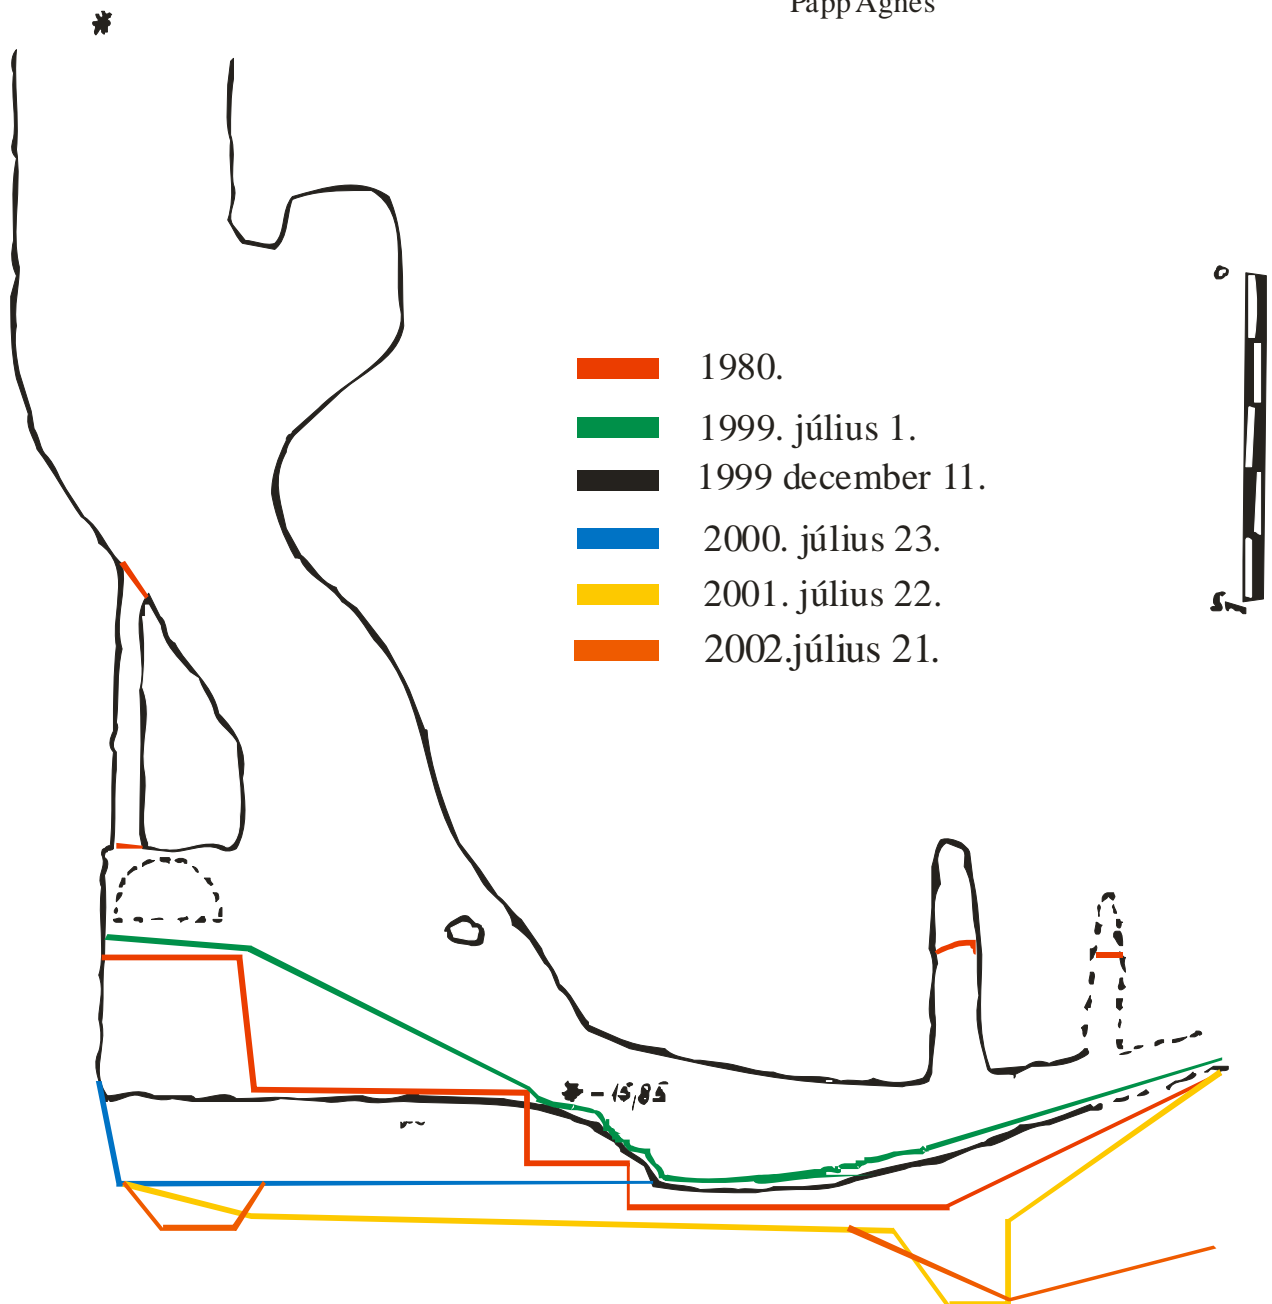 Papp Ágnes
*
0
1980.
1999. július 1.
1999 december 11.
2000. július 23.
2001. július 22.
5m
2002.július 21.
* - 15,85